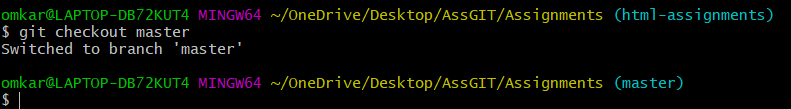 omkar@LAPTOP-DB72KUT4 MINGW64 ~/OneDrive/Desktop/AssGIT/Assignments (html-assignments)
$ git checkout master
Switched to branch 'master'
omkar@LAPTOP-DB72KUT4 MINGW64 ~/OneDrive/Desktop/AssGIT/Assignments (master)
$